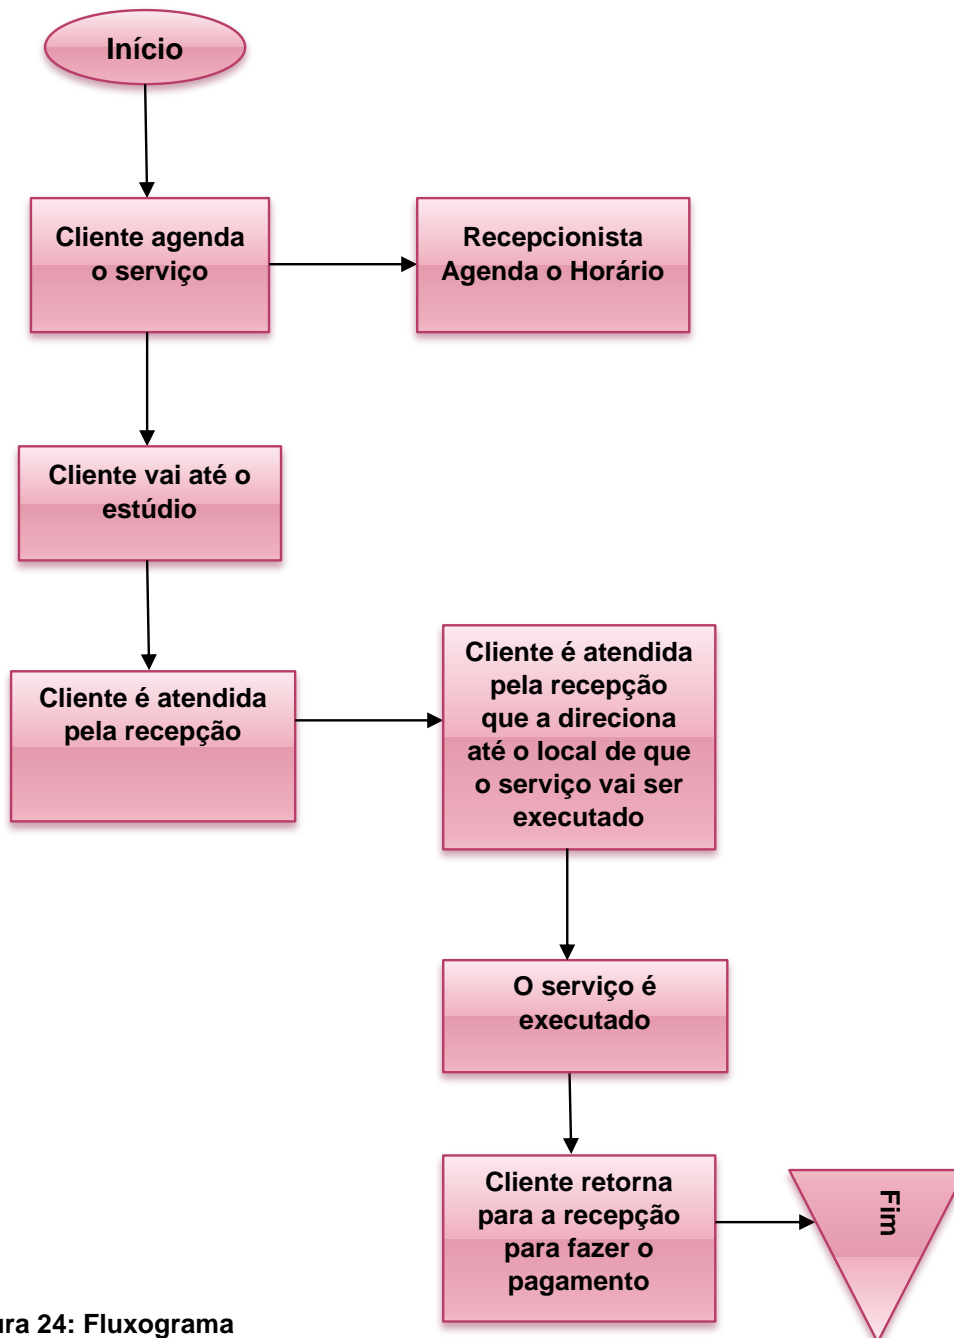 Início
Cliente agenda
o serviço
Recepcionista
Agenda o Horário
Cliente vai até o
estúdio
Cliente é atendida
pela recepção
Cliente é atendida
pela recepção
que a direciona
até o local de que
o serviço vai ser
executado
O serviço é
executado
Cliente retorna
para a recepção
para fazer o
pagamento
Fim
ura 24: Fluxograma